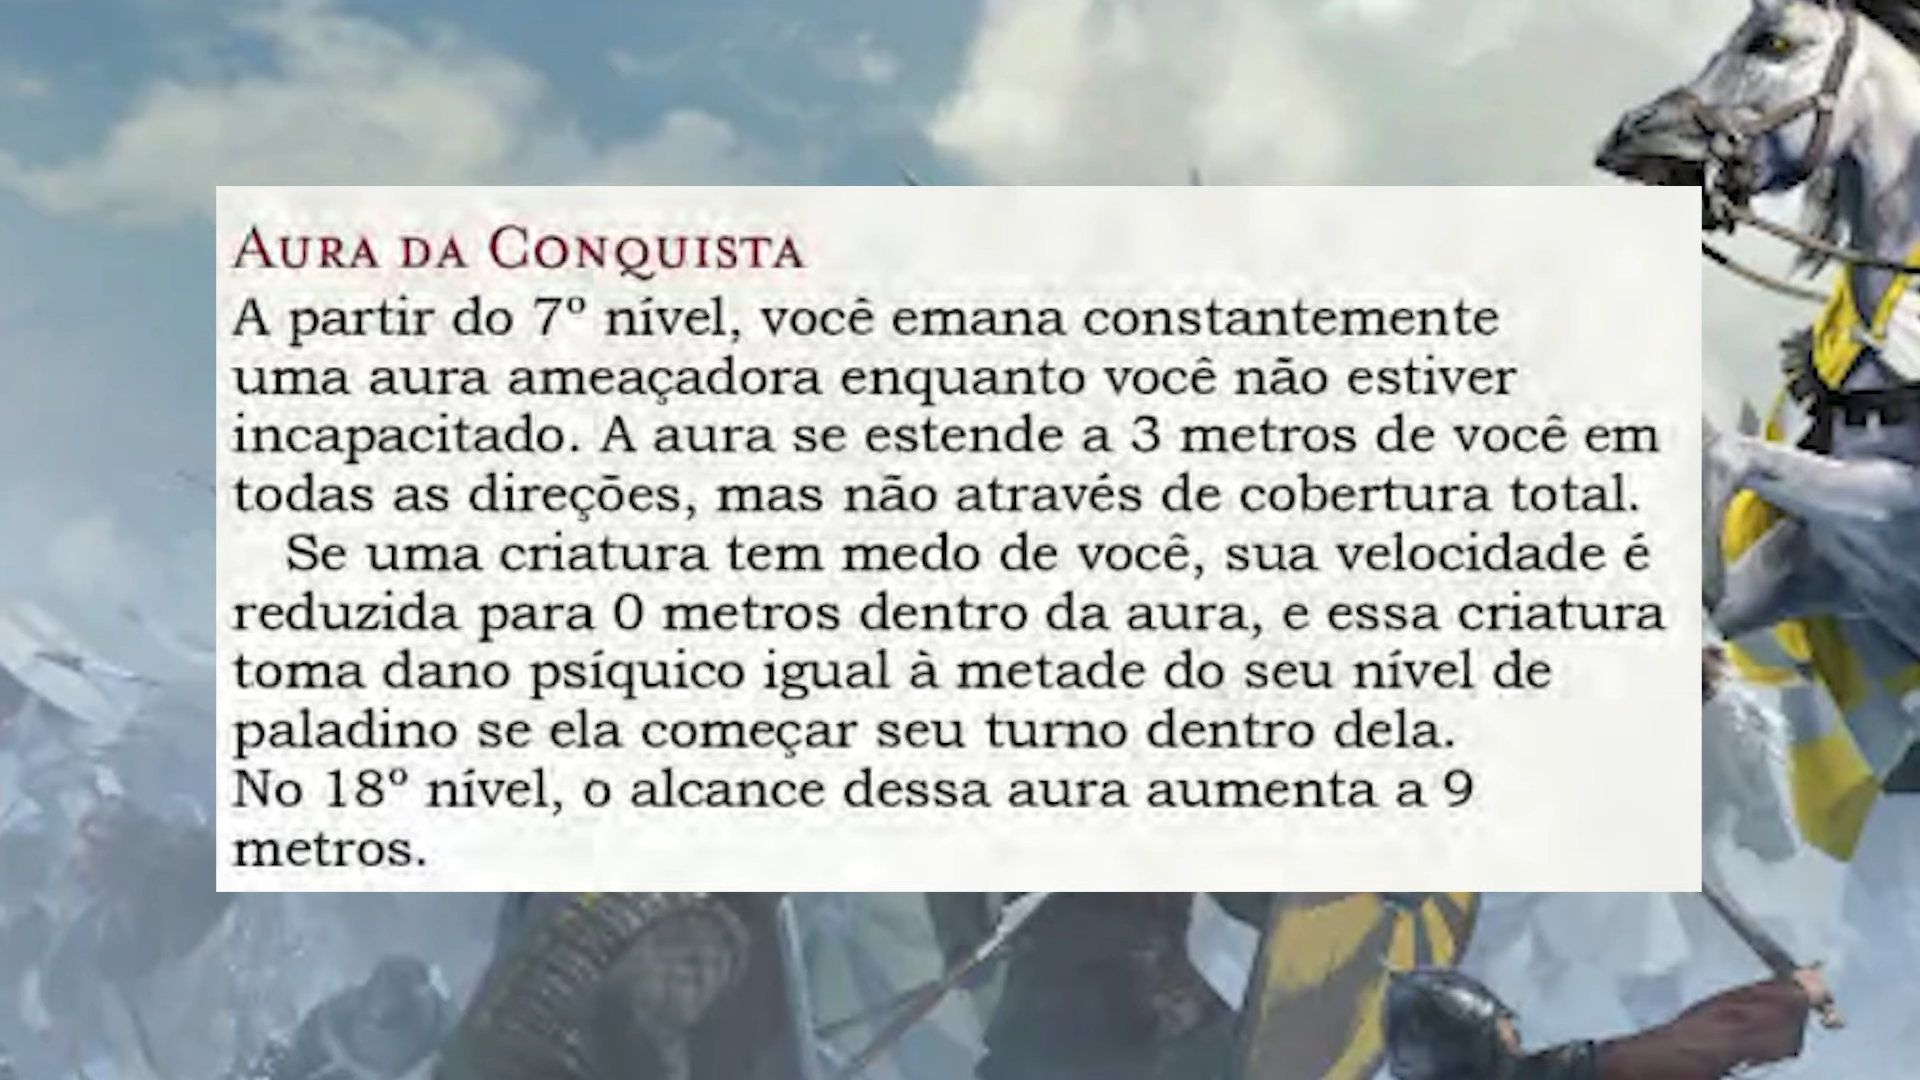 Aura da Conquista
A partir do 7º nível, você emana constantemente
uma aura ameaçadora enquanto você não estiver
incapacitado. A aura se estende a 3 metros de você em
todas as direções, mas não através de cobertura total.
Se uma criatura tem medo de você, sua velocidade é
reduzida para 0 metros dentro da aura, e essa criatura
toma dano psíquico igual à metade do seu nível de
paladino se ela começar seu turno dentro dela.
No 18º nível, o alcance dessa aura aumenta a 9
metros.